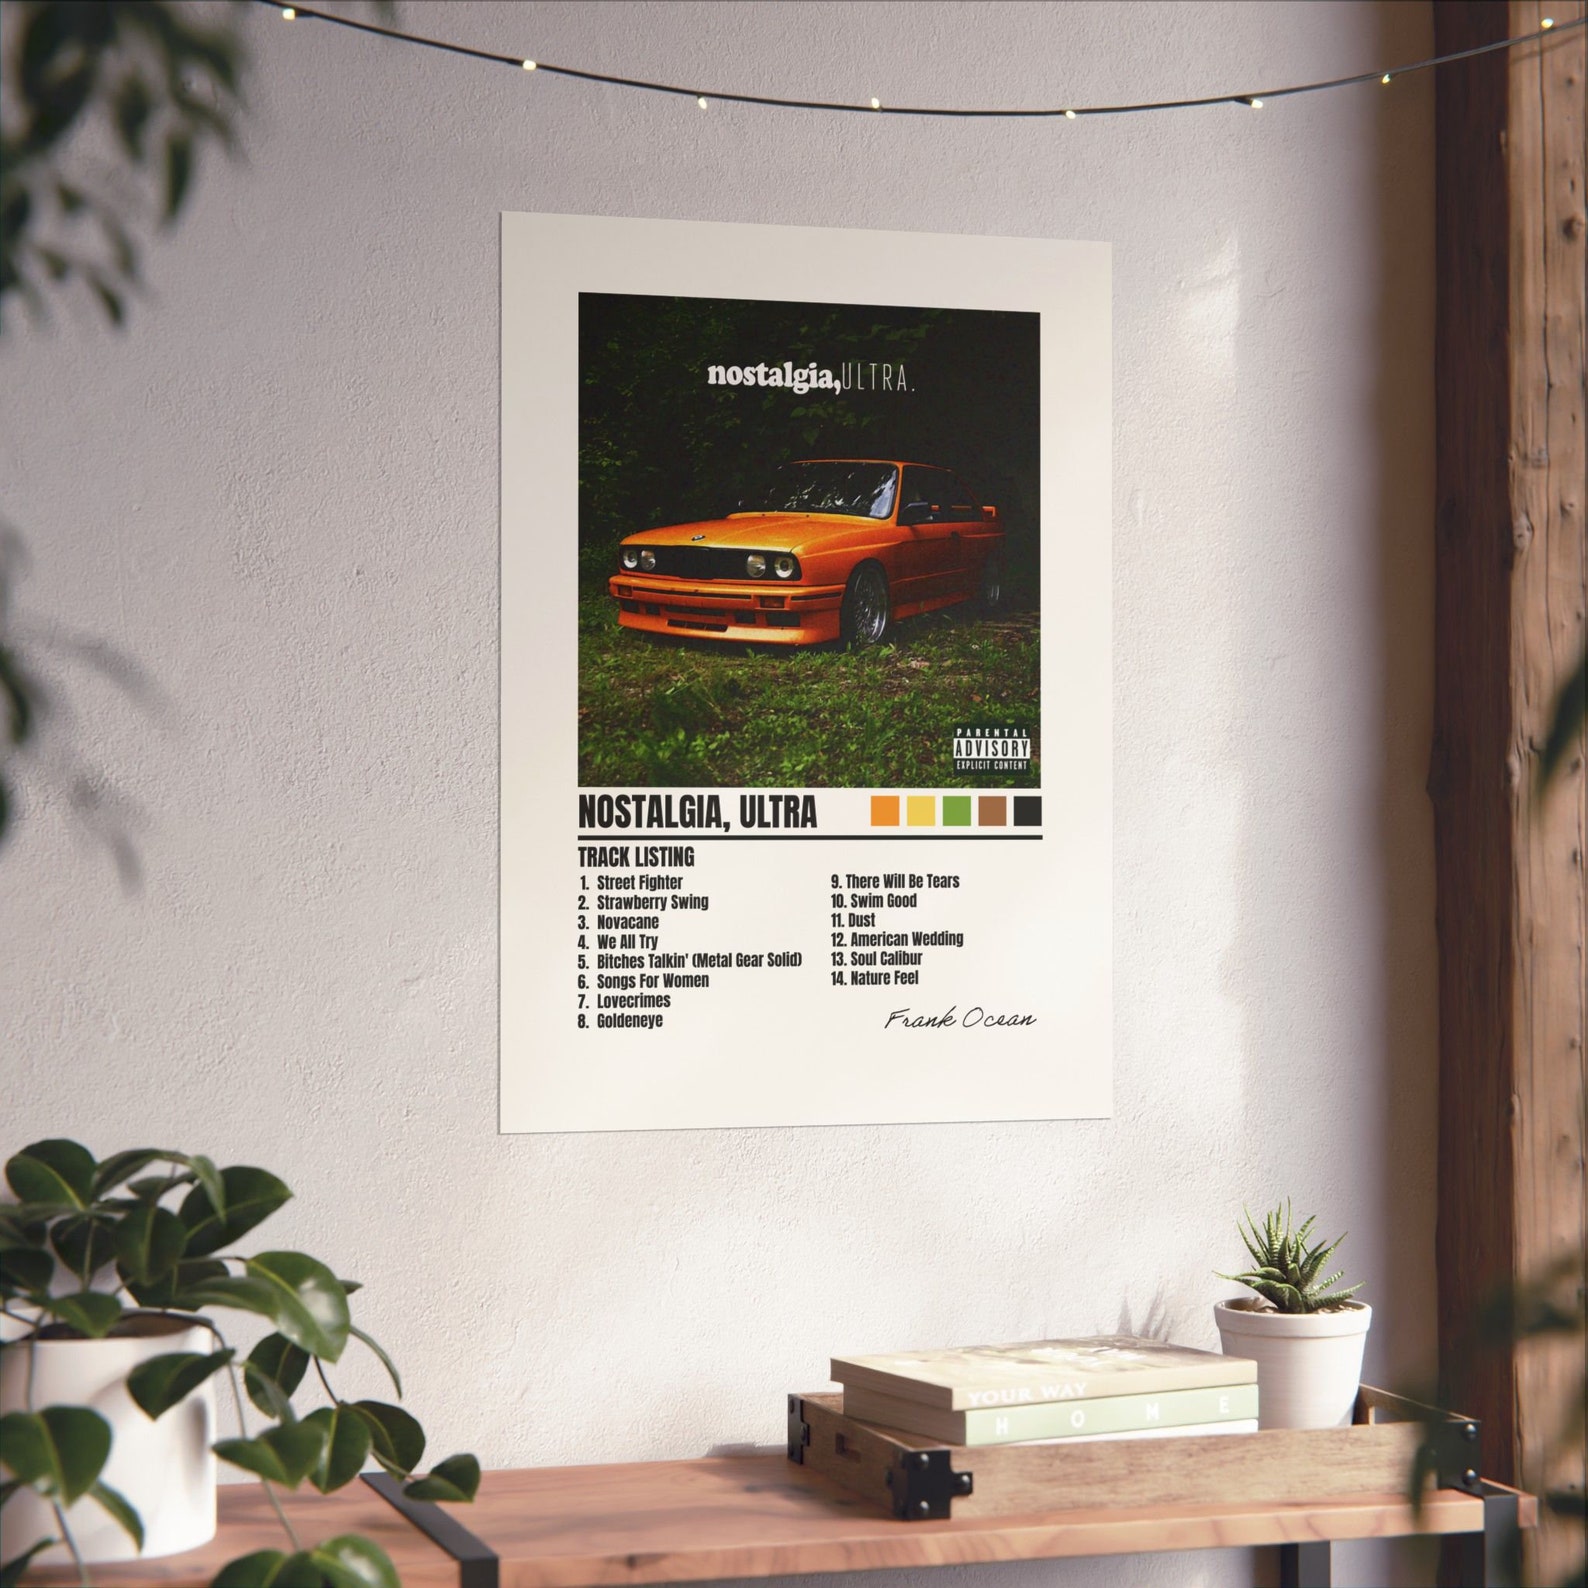 nostalgia,ULTRA.
PARENTAL
ADVISORY
EXPLICIT CONTENT
NOSTALGIA, ULTRA
TRACK LISTING
1. Street Fighter
2. Strawberry Swing
3. Novacane
4. We All Try
5. Bitches Talkin' (Metal Gear Solid)
6. Songs For Women
7. Lovecrimes
8. Goldeneye
9. There Will Be Tears
10. Swim Good
11. Dust
12. American Wedding
13. Soul Calibur
14. Nature Feel
Frank Ocean
YOUR WAY
HOME